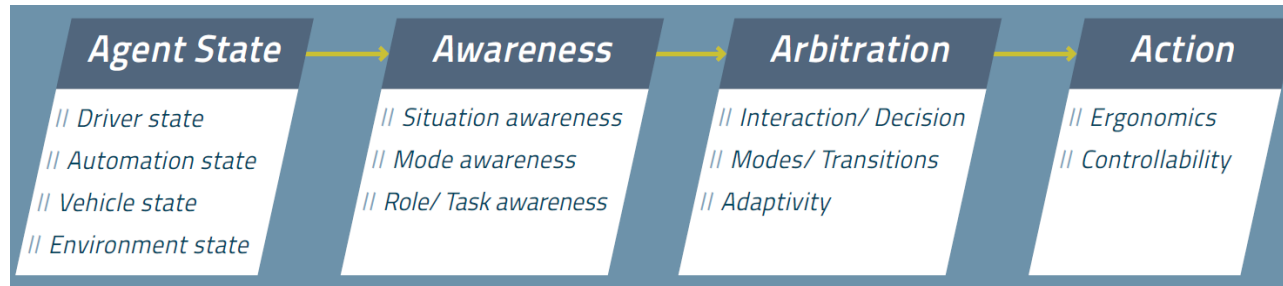 Agent State
// Driver state
// Automation state
// Vehicle state
// Environment state
Awareness
// Situation awareness
// Mode awareness
// Role/ Task awareness
Arbitration
// Interaction/ Decision
// Modes/ Transitions
// Adaptivity
Action
// Ergonomics
// Controllability